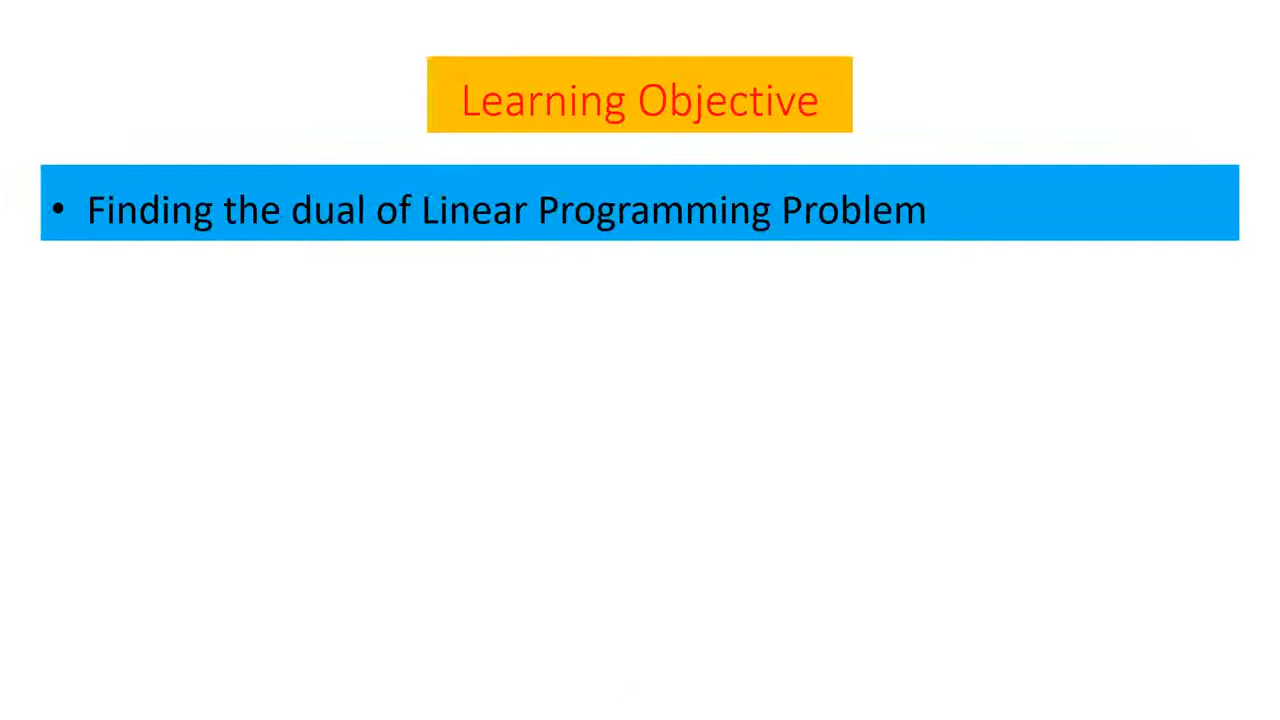 Learning Objective
• Finding the dual of Linear Programming Problem